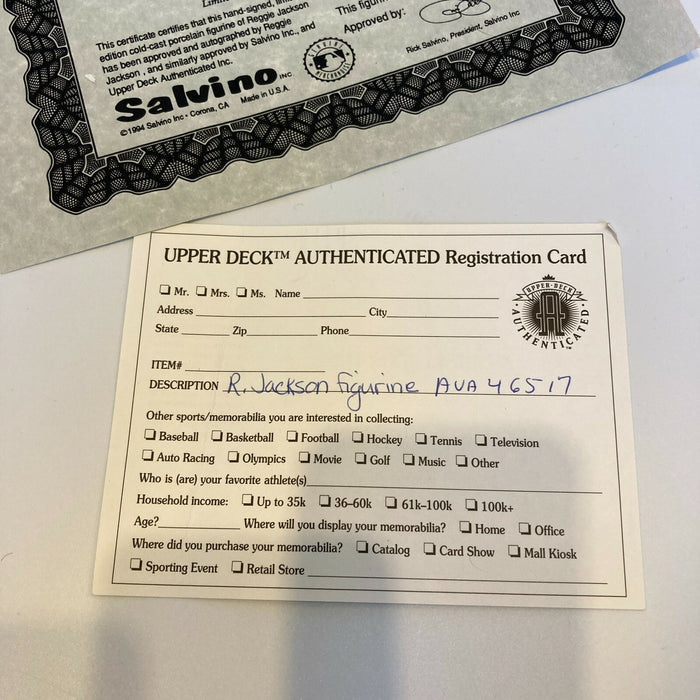 Limi
This certificate certifies that this hand-signed, limi
edition cold-cast porcelain figurine of Reggie Jackson
has been approved and autographed by Reggie
Jackson , and similarly approved by Salvino Inc., and
Upper Deck Authenticated Inc.
Salvino INC.
©1994 Salvino Inc • Corona, CA Made in U.S.A.
This figuri
Approved by:
Rick Salvino, President, Salvino Inc
UPPER DECK™ AUTHENTICATED Registration Card
❏ Mr. ❏ Mrs. ❏ Ms. Name
Address City
State Zip Phone
UPPER·DECK
AUTHENTICATED
ITEM#
DESCRIPTION R. Jackson figurine AUA 46517
Other sports/memorabilia you are interested in collecting:
❏ Baseball ❏ Basketball ❏ Football ❏ Hockey ❏ Tennis ❏ Television
❏ Auto Racing ❏ Olympics ❏ Movie ❏ Golf ❏ Music ❏ Other
Who is (are) your favorite athlete(s)
Household income: ❏ Up to 35k ❏ 36–60k ❏ 61k–100k ❏ 100k+
Age? Where will you display your memorabilia? ❏ Home ❏ Office
Where did you purchase your memorabilia? ❏ Catalog ❏ Card Show ❏ Mall Kiosk
❏ Sporting Event ❏ Retail Store